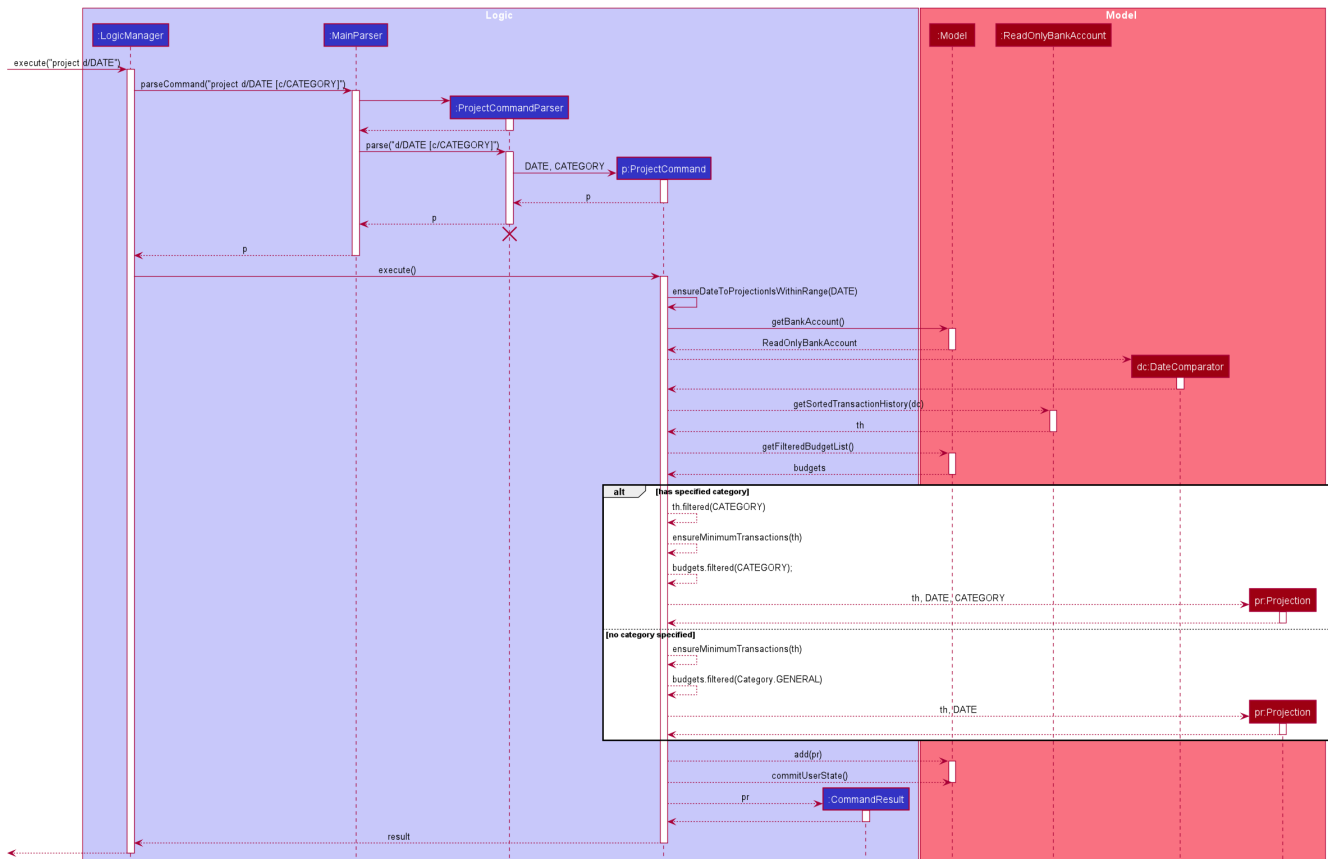 Logic
Model
:LogicManager
:MainParser
:Model
:ReadOnlyBankAccount
execute("project d/DATE")
parseCommand("project d/DATE [c/CATEGORY]")
:ProjectCommandParser
parse("d/DATE [c/CATEGORY]")
DATE, CATEGORY
p:ProjectCommand
p
p
p
execute()
ensureDateToProjectionIsWithinRange(DATE)
getBankAccount()
ReadOnlyBankAccount
dc:DateComparator
getSortedTransactionHistory(dc)
th
getFilteredBudgetList()
budgets
alt
[has specified category]
th.filtered(CATEGORY)
ensureMinimumTransactions(th)
budgets.filtered(CATEGORY);
th, DATE, CATEGORY
pr:Projection
[no category specified]
ensureMinimumTransactions(th)
budgets.filtered(Category.GENERAL)
th, DATE
pr:Projection
add(pr)
commitUserState()
pr
:CommandResult
result